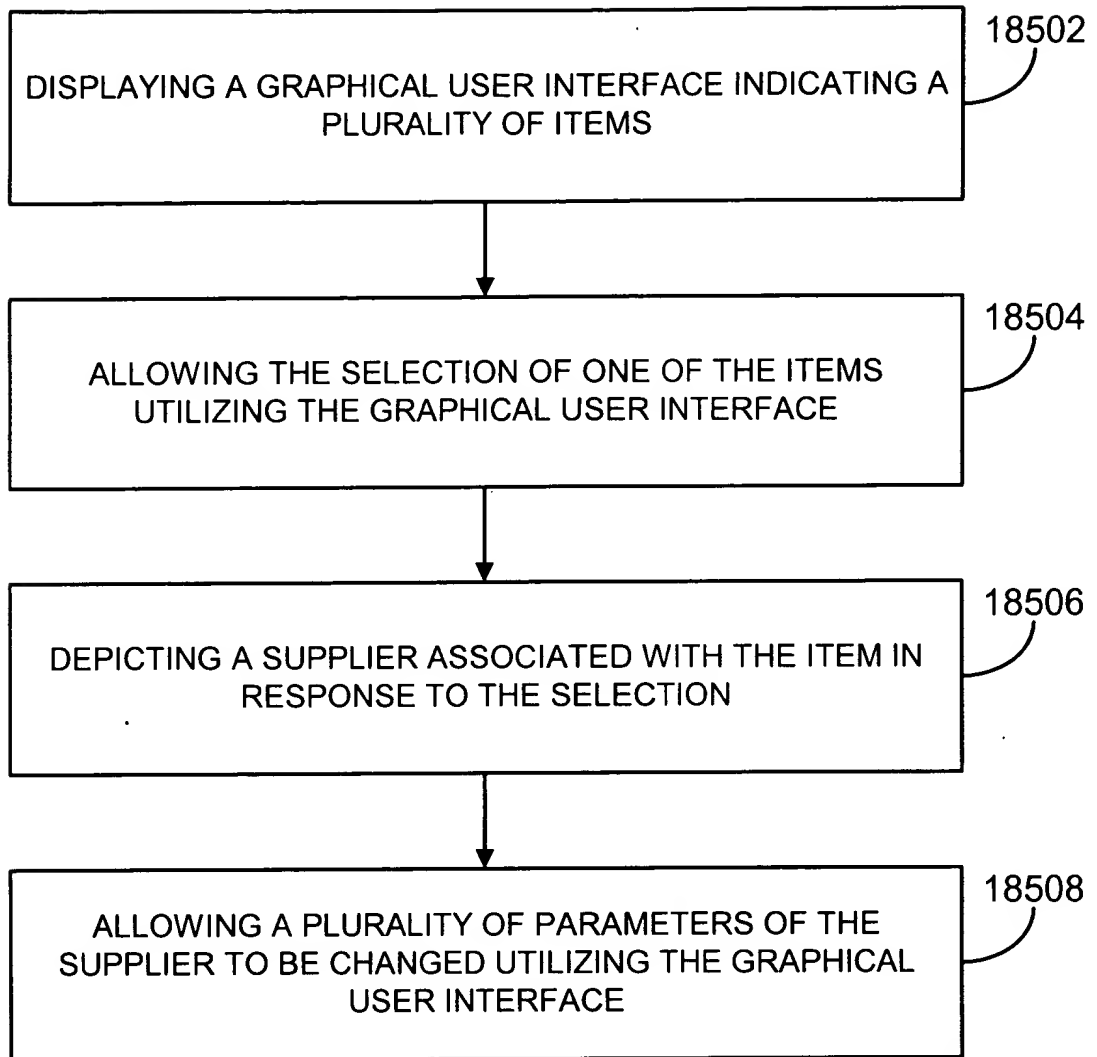 18502
DISPLAYING A GRAPHICAL USER INTERFACE INDICATING A
PLURALITY OF ITEMS
18504
ALLOWING THE SELECTION OF ONE OF THE ITEMS
UTILIZING THE GRAPHICAL USER INTERFACE
18506
DEPICTING A SUPPLIER ASSOCIATED WITH THE ITEM IN
RESPONSE TO THE SELECTION
18508
ALLOWING A PLURALITY OF PARAMETERS OF THE
SUPPLIER TO BE CHANGED UTILIZING THE GRAPHICAL
USER INTERFACE